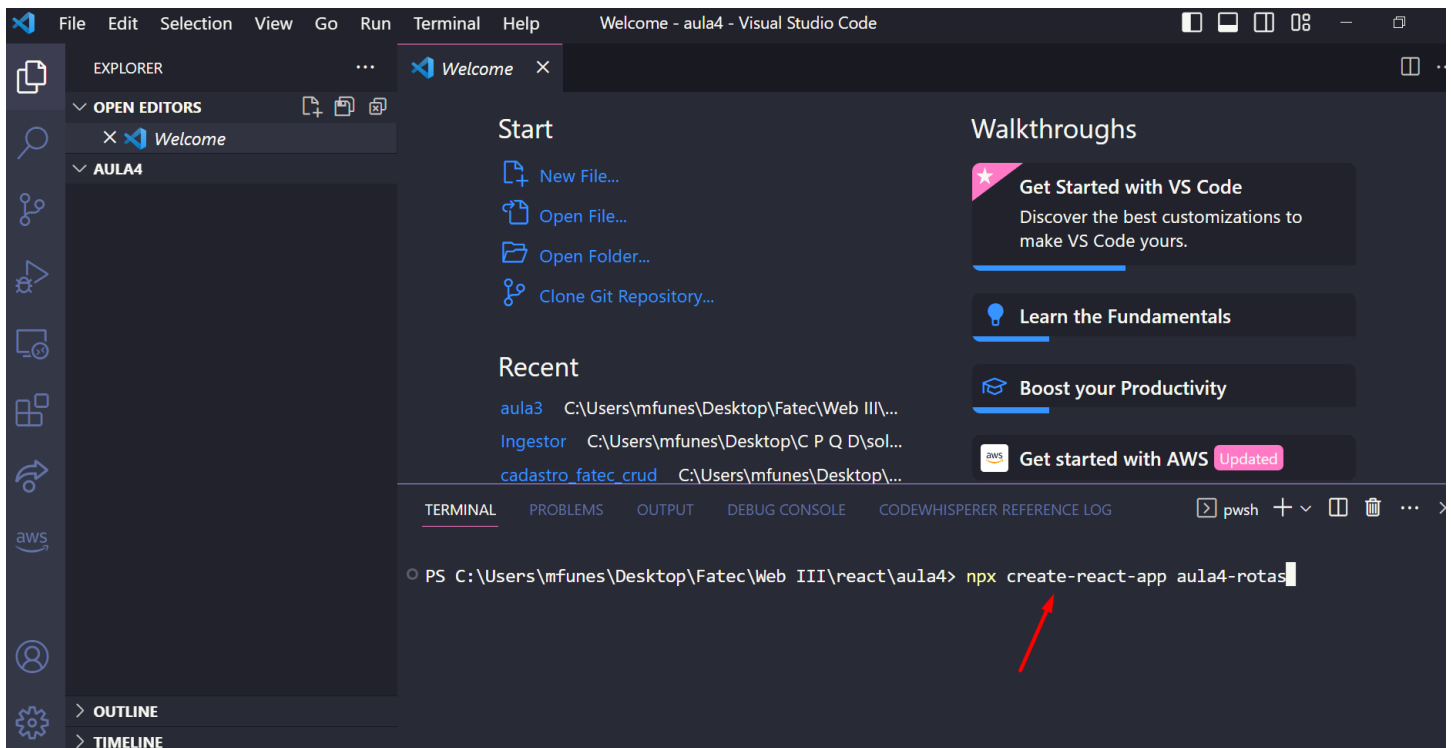 File Edit Selection View Go Run Terminal Help Welcome - aula4 - Visual Studio Code
EXPLORER
Welcome
OPEN EDITORS
Welcome
AULA4
Start
New File...
Open File...
Open Folder...
Clone Git Repository...
Recent
aula3 C:\Users\mfunes\Desktop\Fatec\Web III\...
Ingestor C:\Users\mfunes\Desktop\C P Q D\sol...
cadastro_fatec_crud C:\Users\mfunes\Desktop\...
Walkthroughs
Get Started with VS Code
Discover the best customizations to
make VS Code yours.
Learn the Fundamentals
Boost your Productivity
aws Get started with AWS Updated
TERMINAL PROBLEMS OUTPUT DEBUG CONSOLE CODEWHISPERER REFERENCE LOG pwsh
PS C:\Users\mfunes\Desktop\Fatec\Web III\react\aula4> npx create-react-app aula4-rotas
aws
OUTLINE
TIMELINE